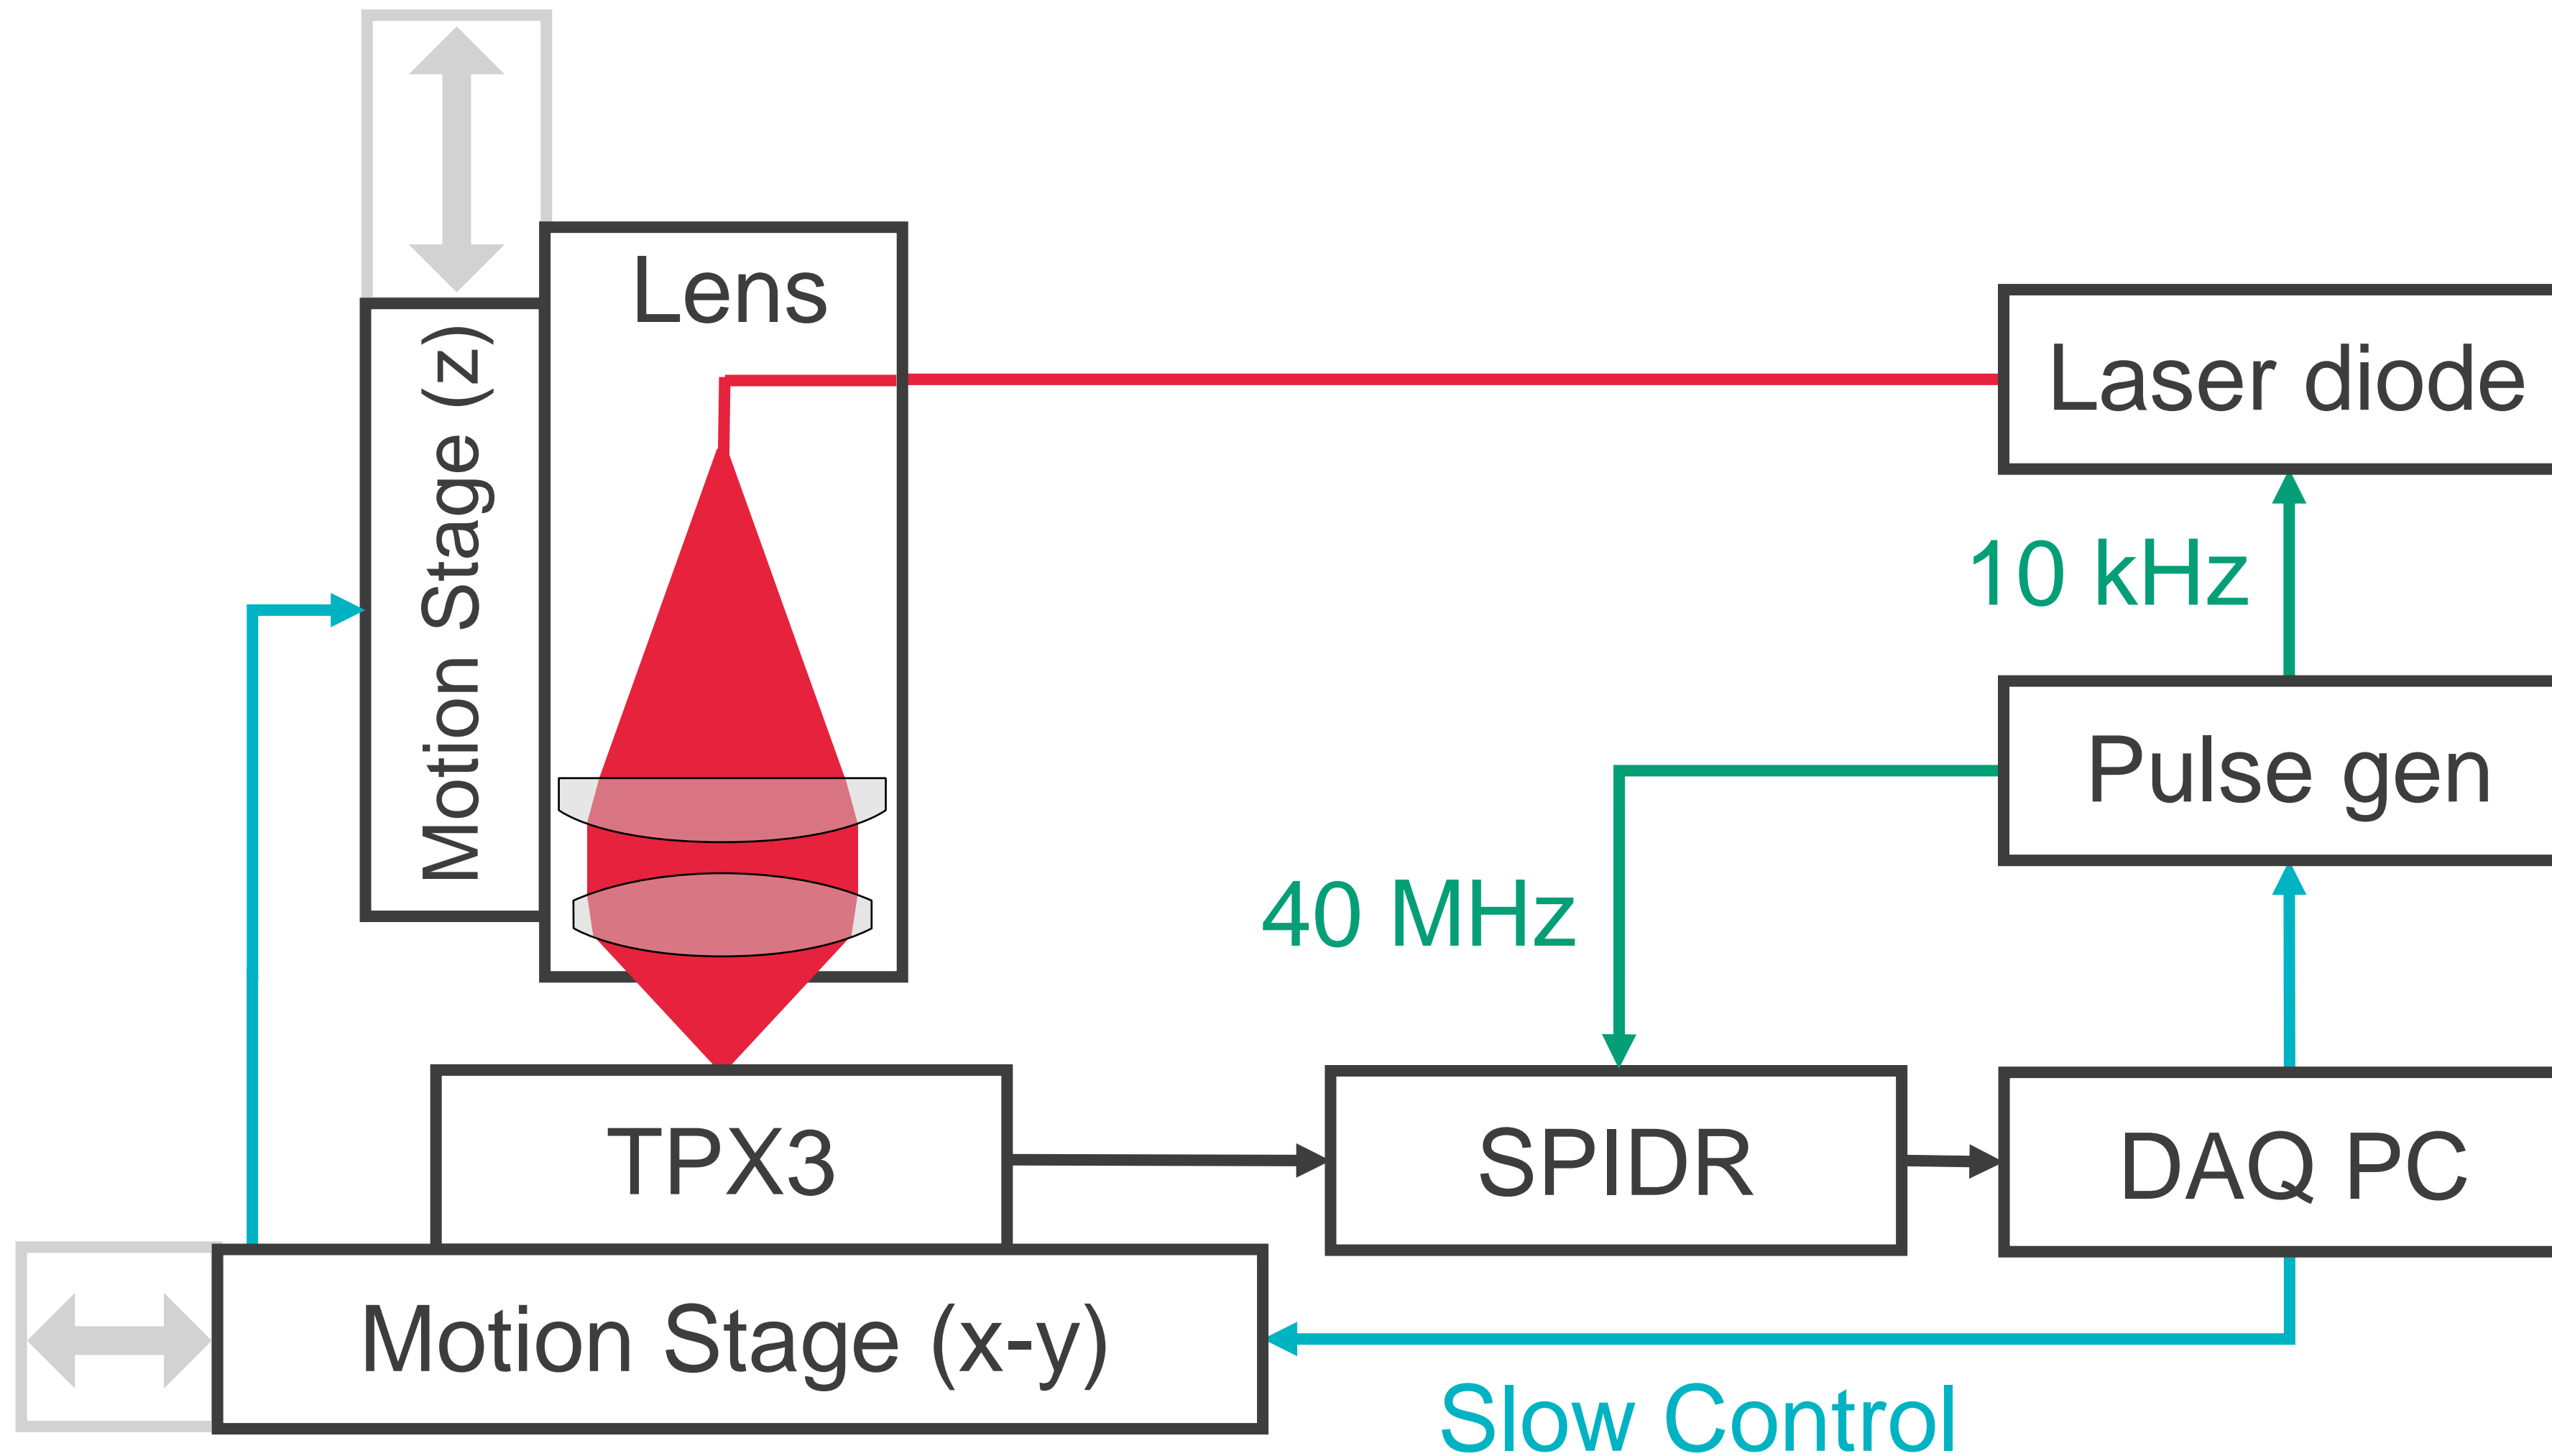 Lens
Motion Stage (z)
Laser diode
10 kHz
Pulse gen
40 MHz
TPX3
SPIDR
DAQ PC
Motion Stage (x-y)
Slow Control